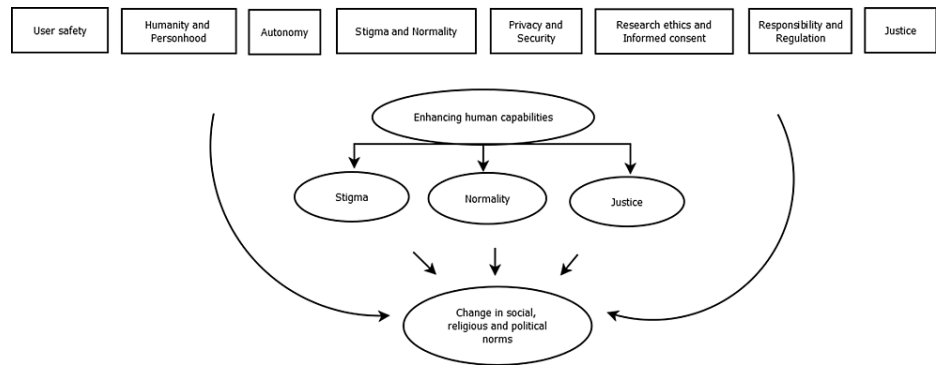 User safety
Humanity and
Personhood
Autonomy
Stigma and Normality
Privacy and
Security
Research ethics and
Informed consent
Responsibility and
Regulation
Justice
Enhancing human capabilities
Stigma
Normality
Justice
Change in social,
religious and political
norms